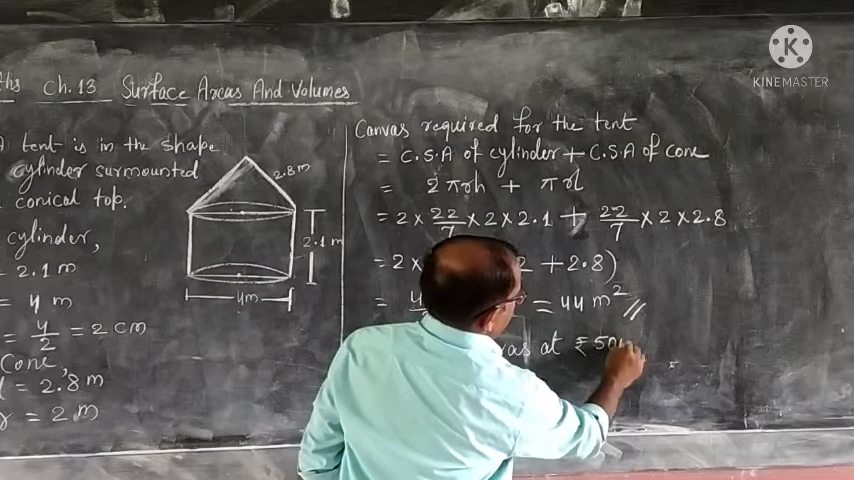 ths Ch.13 Surface Areas And Volumes
A tent is in the shape
cylinder surmounted
conical top.
cylinder,
= 2.1 m
= 4 m
= 4/2 = 2 cm
Cone,
l = 2.8 m
r = 2 m
2.8 m
2.1 m
4m
Canvas required for the tent
= C.S.A of cylinder + C.S.A of cone
= 2πrh + πrl
= 2 × 22/7 × 2 × 2.1 + 22/7 × 2 × 2.8
= 2 × 2 + 2.8)
= 4 = 44 m² //
vas at ₹ 50
K
KINEMASTER